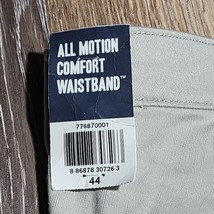 ALL MOTION
COMFORT
WAISTBAND™
776870001
8 86878 30726 3
44